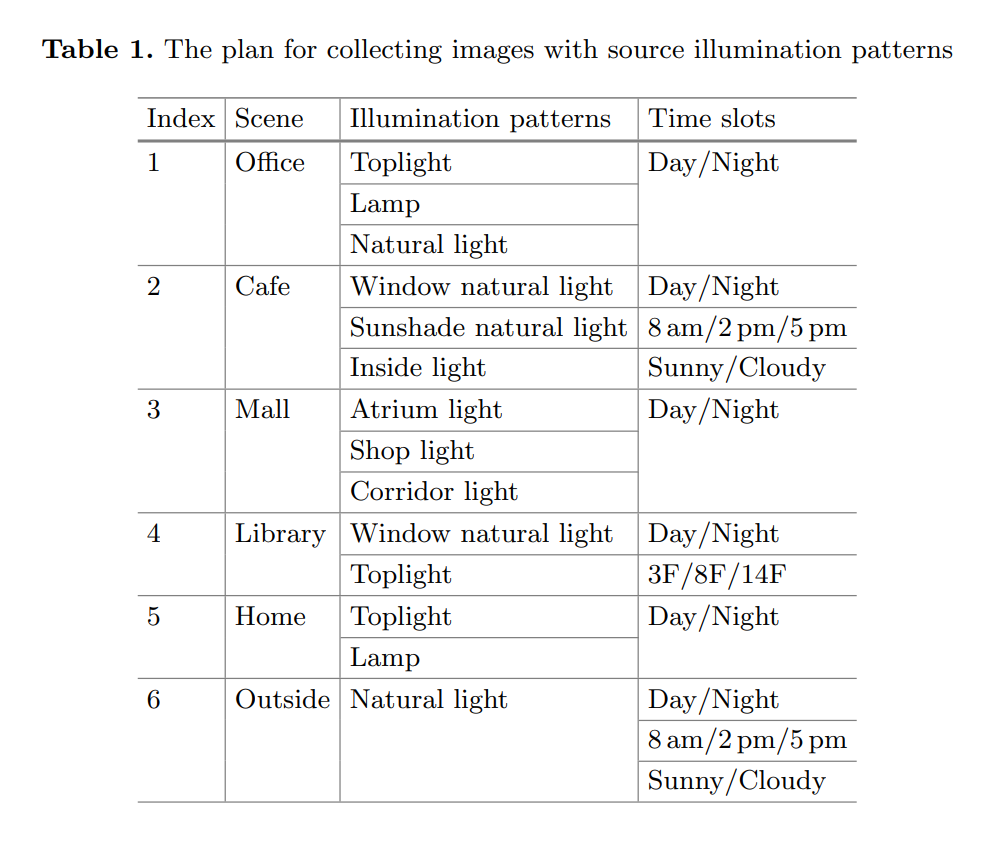 Table 1. The plan for collecting images with source illumination patterns
Index Scene Illumination patterns Time slots
1 Office Toplight Day/Night
Lamp
Natural light
2 Cafe Window natural light Day/Night
Sunshade natural light 8 am/2 pm/5 pm
Inside light Sunny/Cloudy
3 Mall Atrium light Day/Night
Shop light
Corridor light
4 Library Window natural light Day/Night
Toplight 3F/8F/14F
5 Home Toplight Day/Night
Lamp
6 Outside Natural light Day/Night
8 am/2 pm/5 pm
Sunny/Cloudy